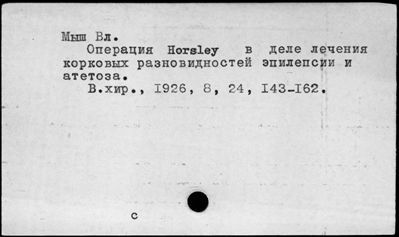 Мыш Вл.
Операция Horsley в деле лечения
корковых разновидностей эпилепсии и
атетоза.
В.хир., 1926, 8, 24, 143-162.
с